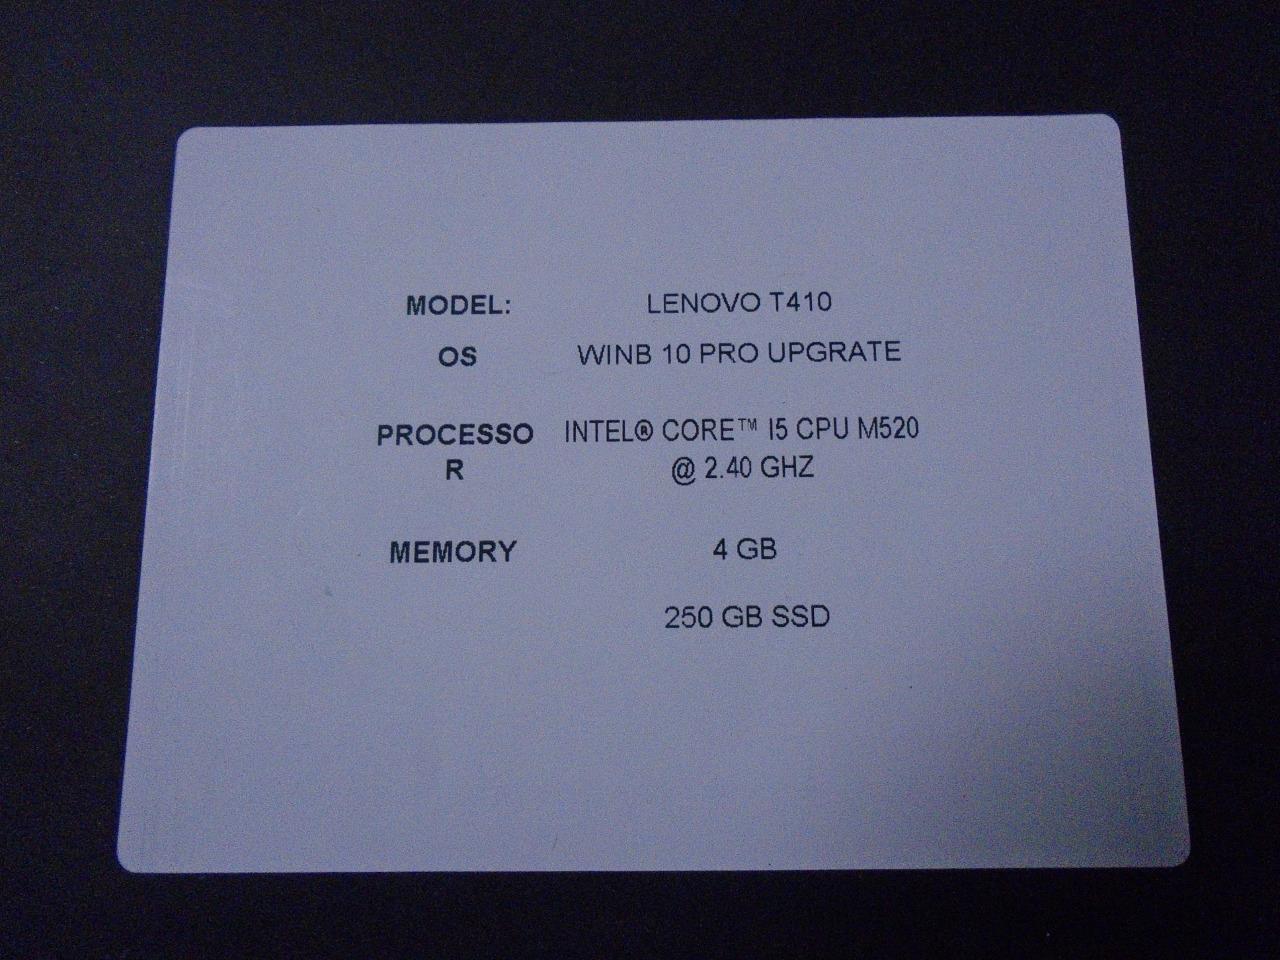 MODEL: LENOVO T410
OS WINB 10 PRO UPGRATE
PROCESSO INTEL® CORE™ I5 CPU M520
R @ 2.40 GHZ
MEMORY 4 GB
250 GB SSD